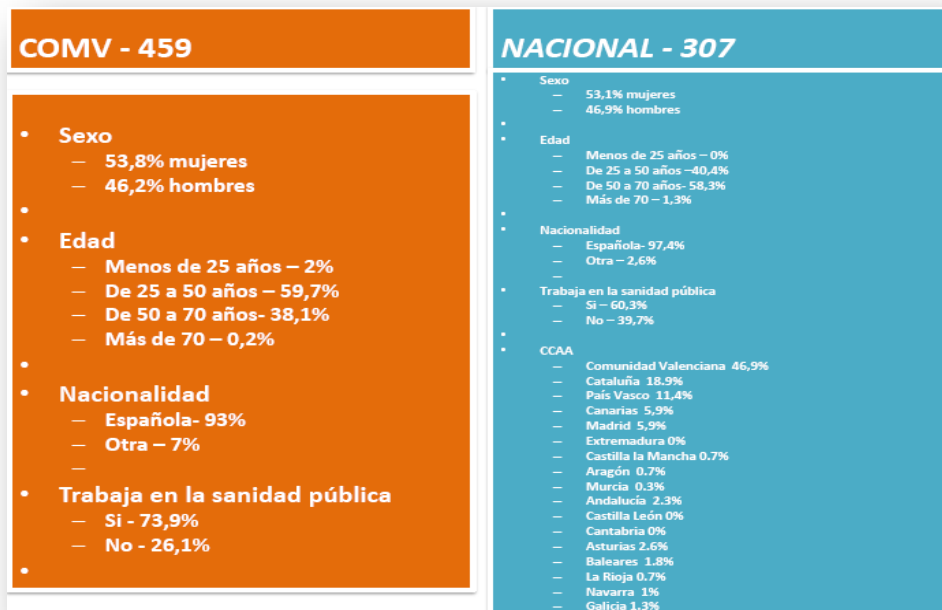 COMV - 459
• Sexo
— 53,8% mujeres
— 46,2% hombres
•
• Edad
— Menos de 25 años – 2%
— De 25 a 50 años – 59,7%
— De 50 a 70 años- 38,1%
— Más de 70 – 0,2%
•
• Nacionalidad
— Española- 93%
— Otra – 7%
—
• Trabaja en la sanidad pública
— Si - 73,9%
— No - 26,1%
•
NACIONAL - 307
• Sexo
— 53,1% mujeres
— 46,9% hombres
•
• Edad
— Menos de 25 años – 0%
— De 25 a 50 años –40,4%
— De 50 a 70 años- 58,3%
— Más de 70 – 1,3%
•
• Nacionalidad
— Española- 97,4%
— Otra – 2,6%
—
• Trabaja en la sanidad pública
— Si – 60,3%
— No – 39,7%
•
• CCAA
— Comunidad Valenciana 46,9%
— Cataluña 18.9%
— País Vasco 11,4%
— Canarias 5,9%
— Madrid 5,9%
— Extremadura 0%
— Castilla la Mancha 0.7%
— Aragón 0.7%
— Murcia 0.3%
— Andalucía 2.3%
— Castilla León 0%
— Cantabria 0%
— Asturias 2.6%
— Baleares 1.8%
— La Rioja 0.7%
— Navarra 1%
— Galicia 1.3%